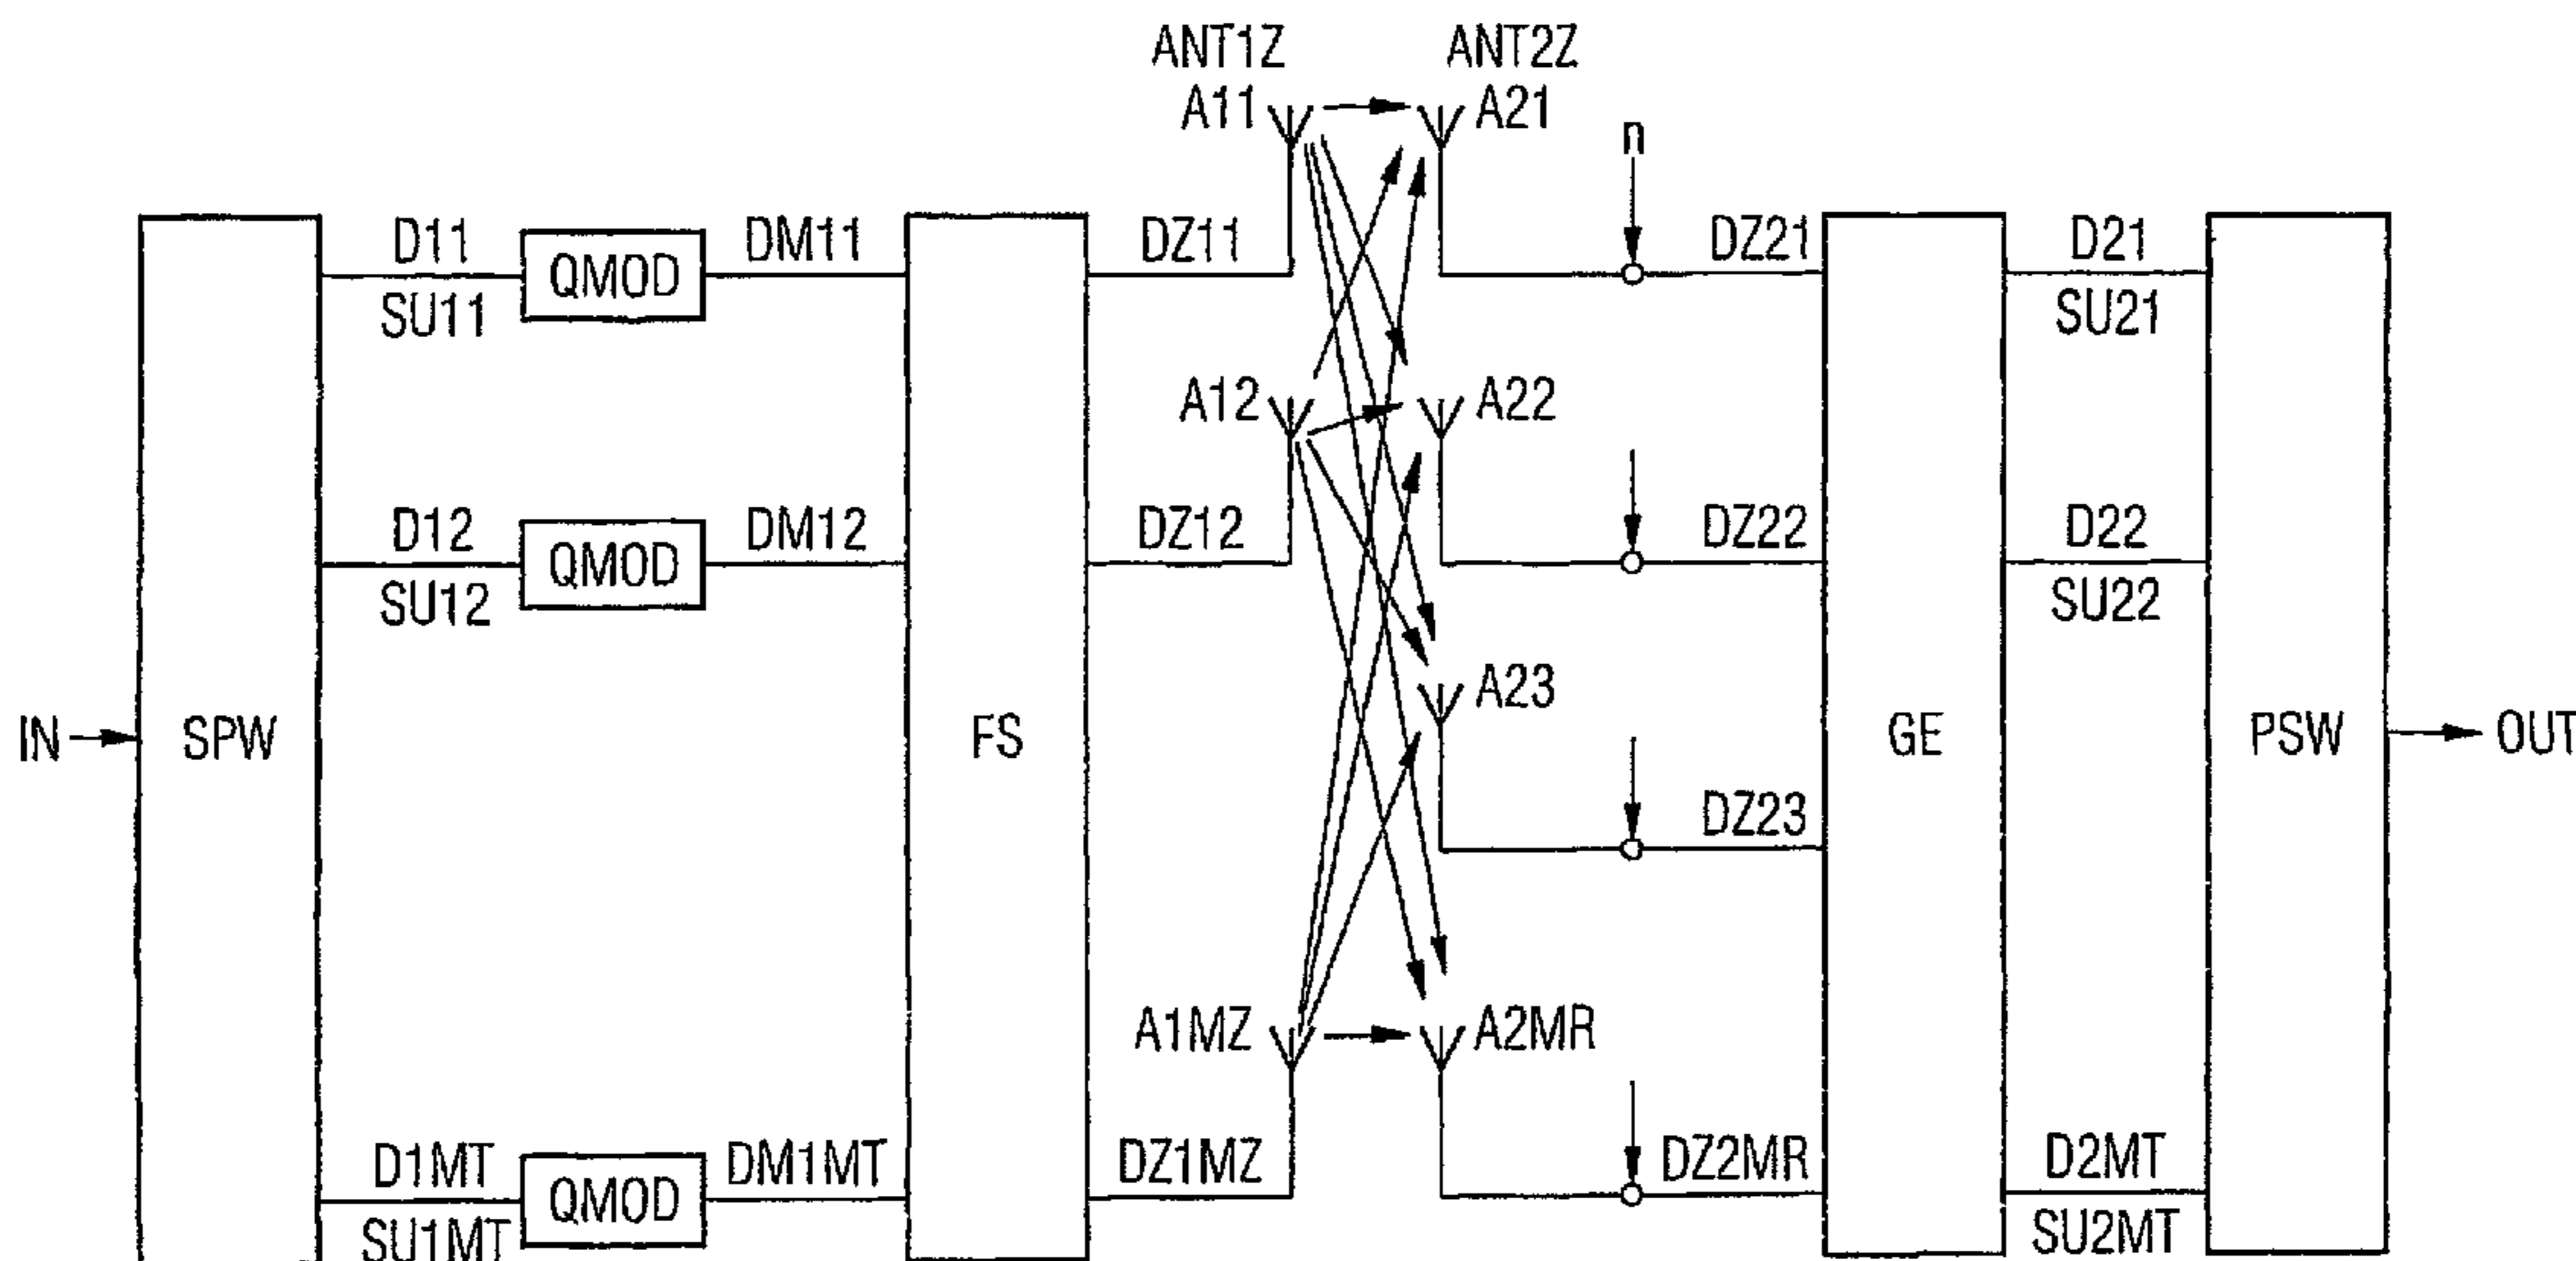 ANT1Z ANT2Z
A11 A21
n
D11 DM11 DZ11 DZ21 D21
QMOD
SU11 SU21
A12 A22
D12 DM12 DZ12 DZ22 D22
QMOD
SU12 SU22
A23
IN SPW FS GE PSW OUT
DZ23
A1MZ A2MR
D1MT DM1MT DZ1MZ DZ2MR D2MT
QMOD
SU1MT SU2MT